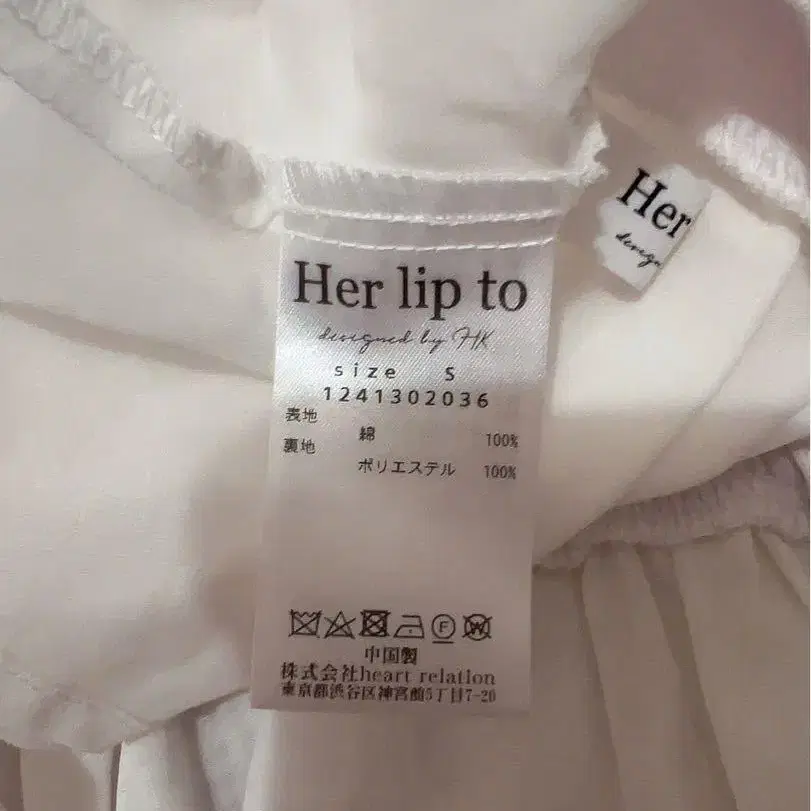 Her lip to
designed by HK
size S
1241302036
表地 綿 100%
裏地 ポリエステル 100%
F W
中国製
株式会社heart relation
東京都渋谷区神宮前5丁目7-20
Her
design